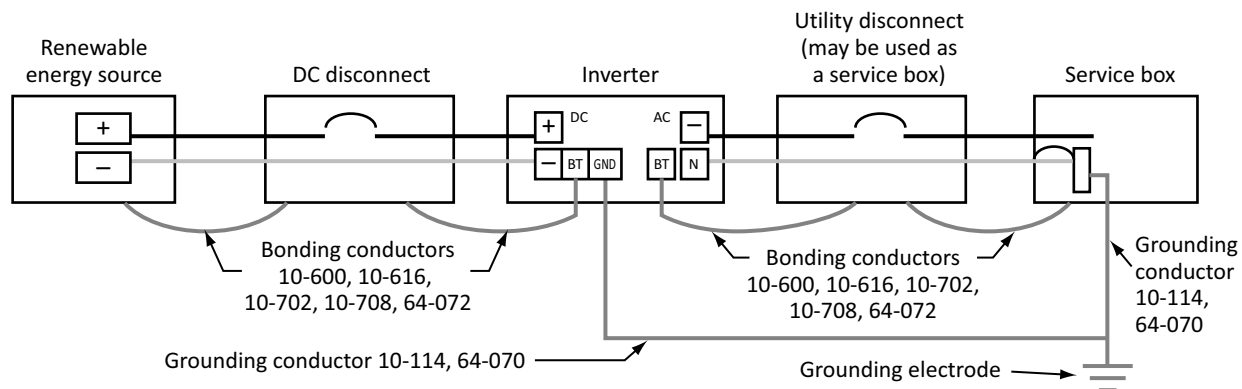 Renewable
energy source
DC disconnect
Inverter
Utility disconnect
(may be used as
a service box)
Service box
+
−
+
DC
AC
−
−
BT
GND
BT
N
Bonding conductors
10-600, 10-616,
10-702, 10-708, 64-072
Bonding conductors
10-600, 10-616, 10-702,
10-708, 64-072
Grounding
conductor
10-114,
64-070
Grounding conductor 10-114, 64-070
Grounding electrode